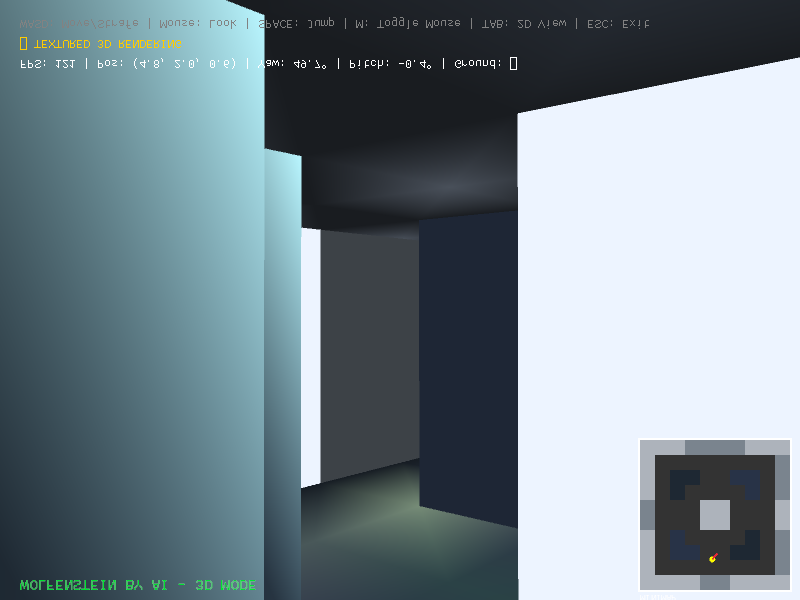 WASD: Move/Strafe | Mouse: Look | SPACE: Jump | M: Toggle Mouse | TAB: 2D View | ESC: Exit
TEXTURED 3D RENDERING
FPS: 121 | Pos: (4.8, 2.0, 0.6) | Yaw: 49.7° | Pitch: -0.4° | Ground:
WOLFENSTEIN BY AI - 3D MODE